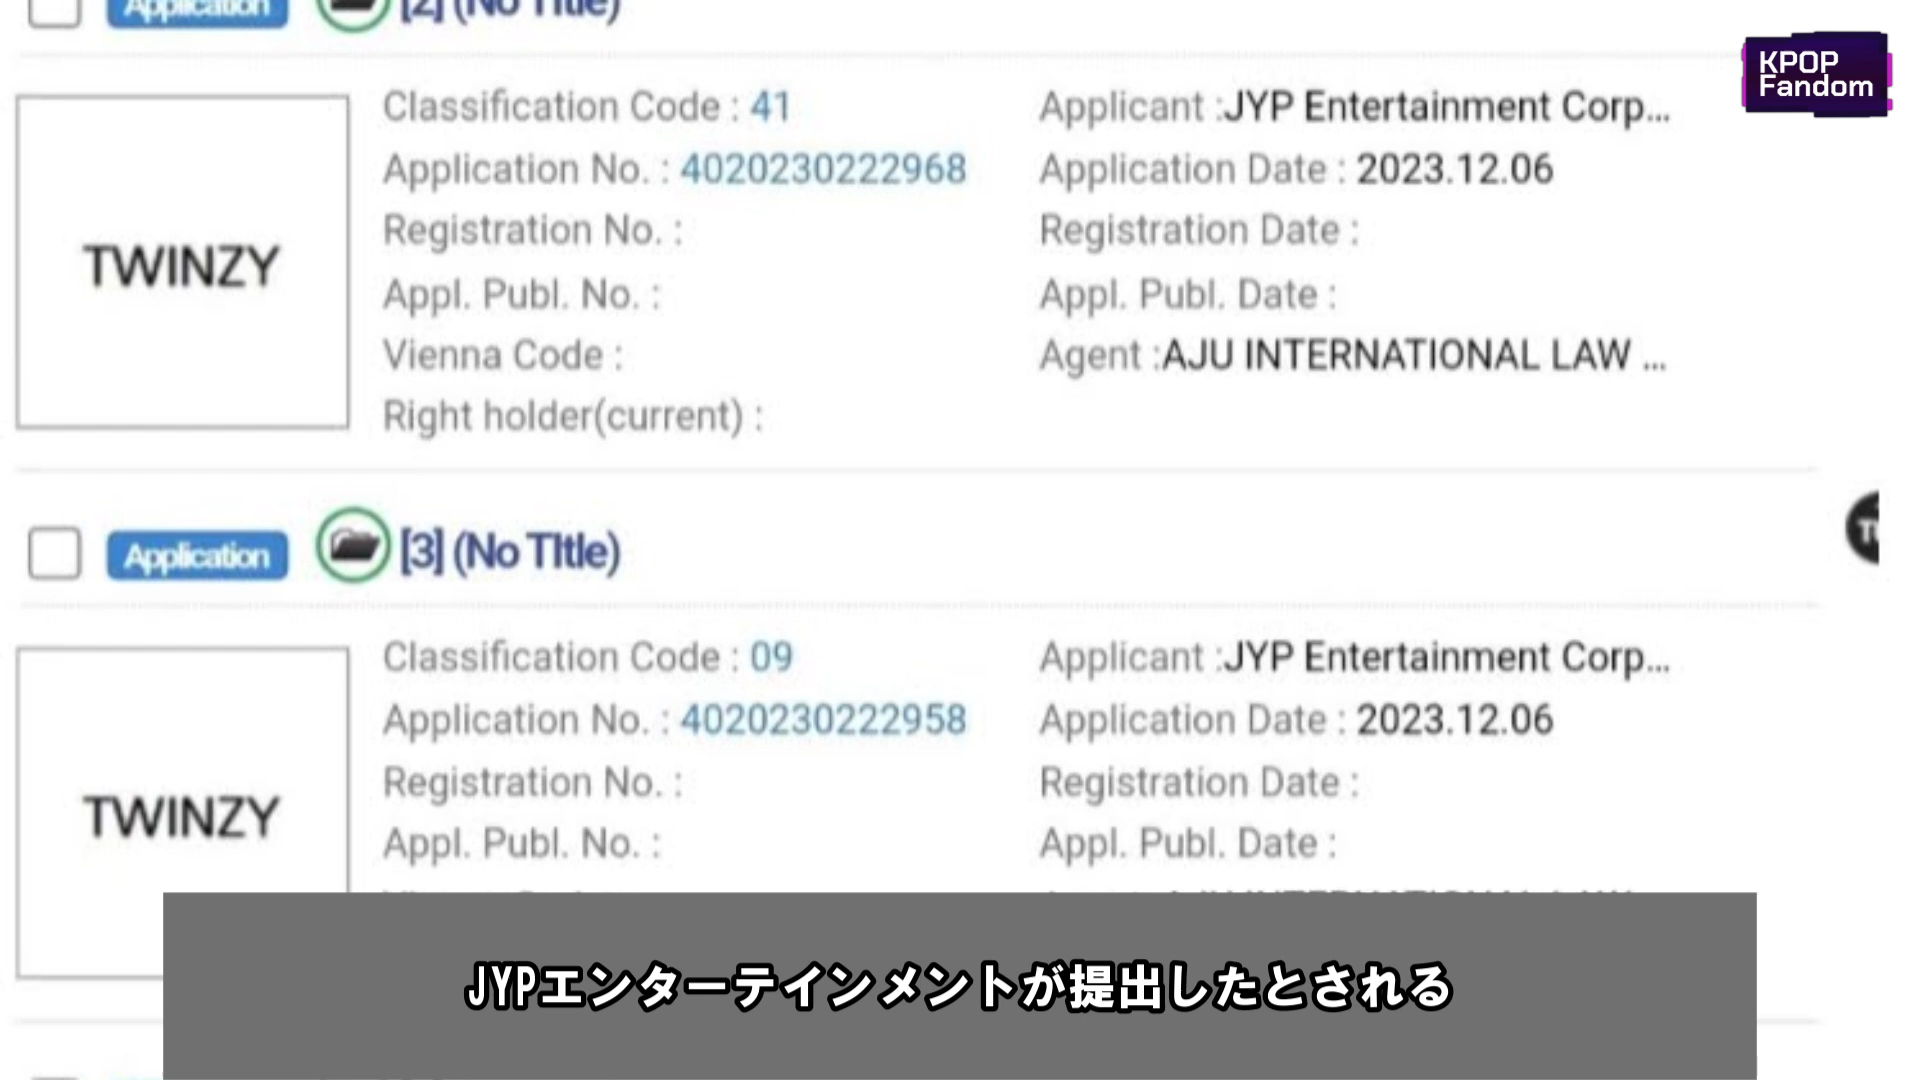 Application [2] (No Title)
KPOP
Fandom
TWINZY
Classification Code : 41
Applicant :JYP Entertainment Corp...
Application No. : 4020230222968
Application Date : 2023.12.06
Registration No. :
Registration Date :
Appl. Publ. No. :
Appl. Publ. Date :
Vienna Code :
Agent :AJU INTERNATIONAL LAW ...
Right holder(current) :
Application [3] (No TItle)
TWINZY
Classification Code : 09
Applicant :JYP Entertainment Corp...
Application No. : 4020230222958
Application Date : 2023.12.06
Registration No. :
Registration Date :
Appl. Publ. No. :
Appl. Publ. Date :
JYPエンターテインメントが提出したとされる